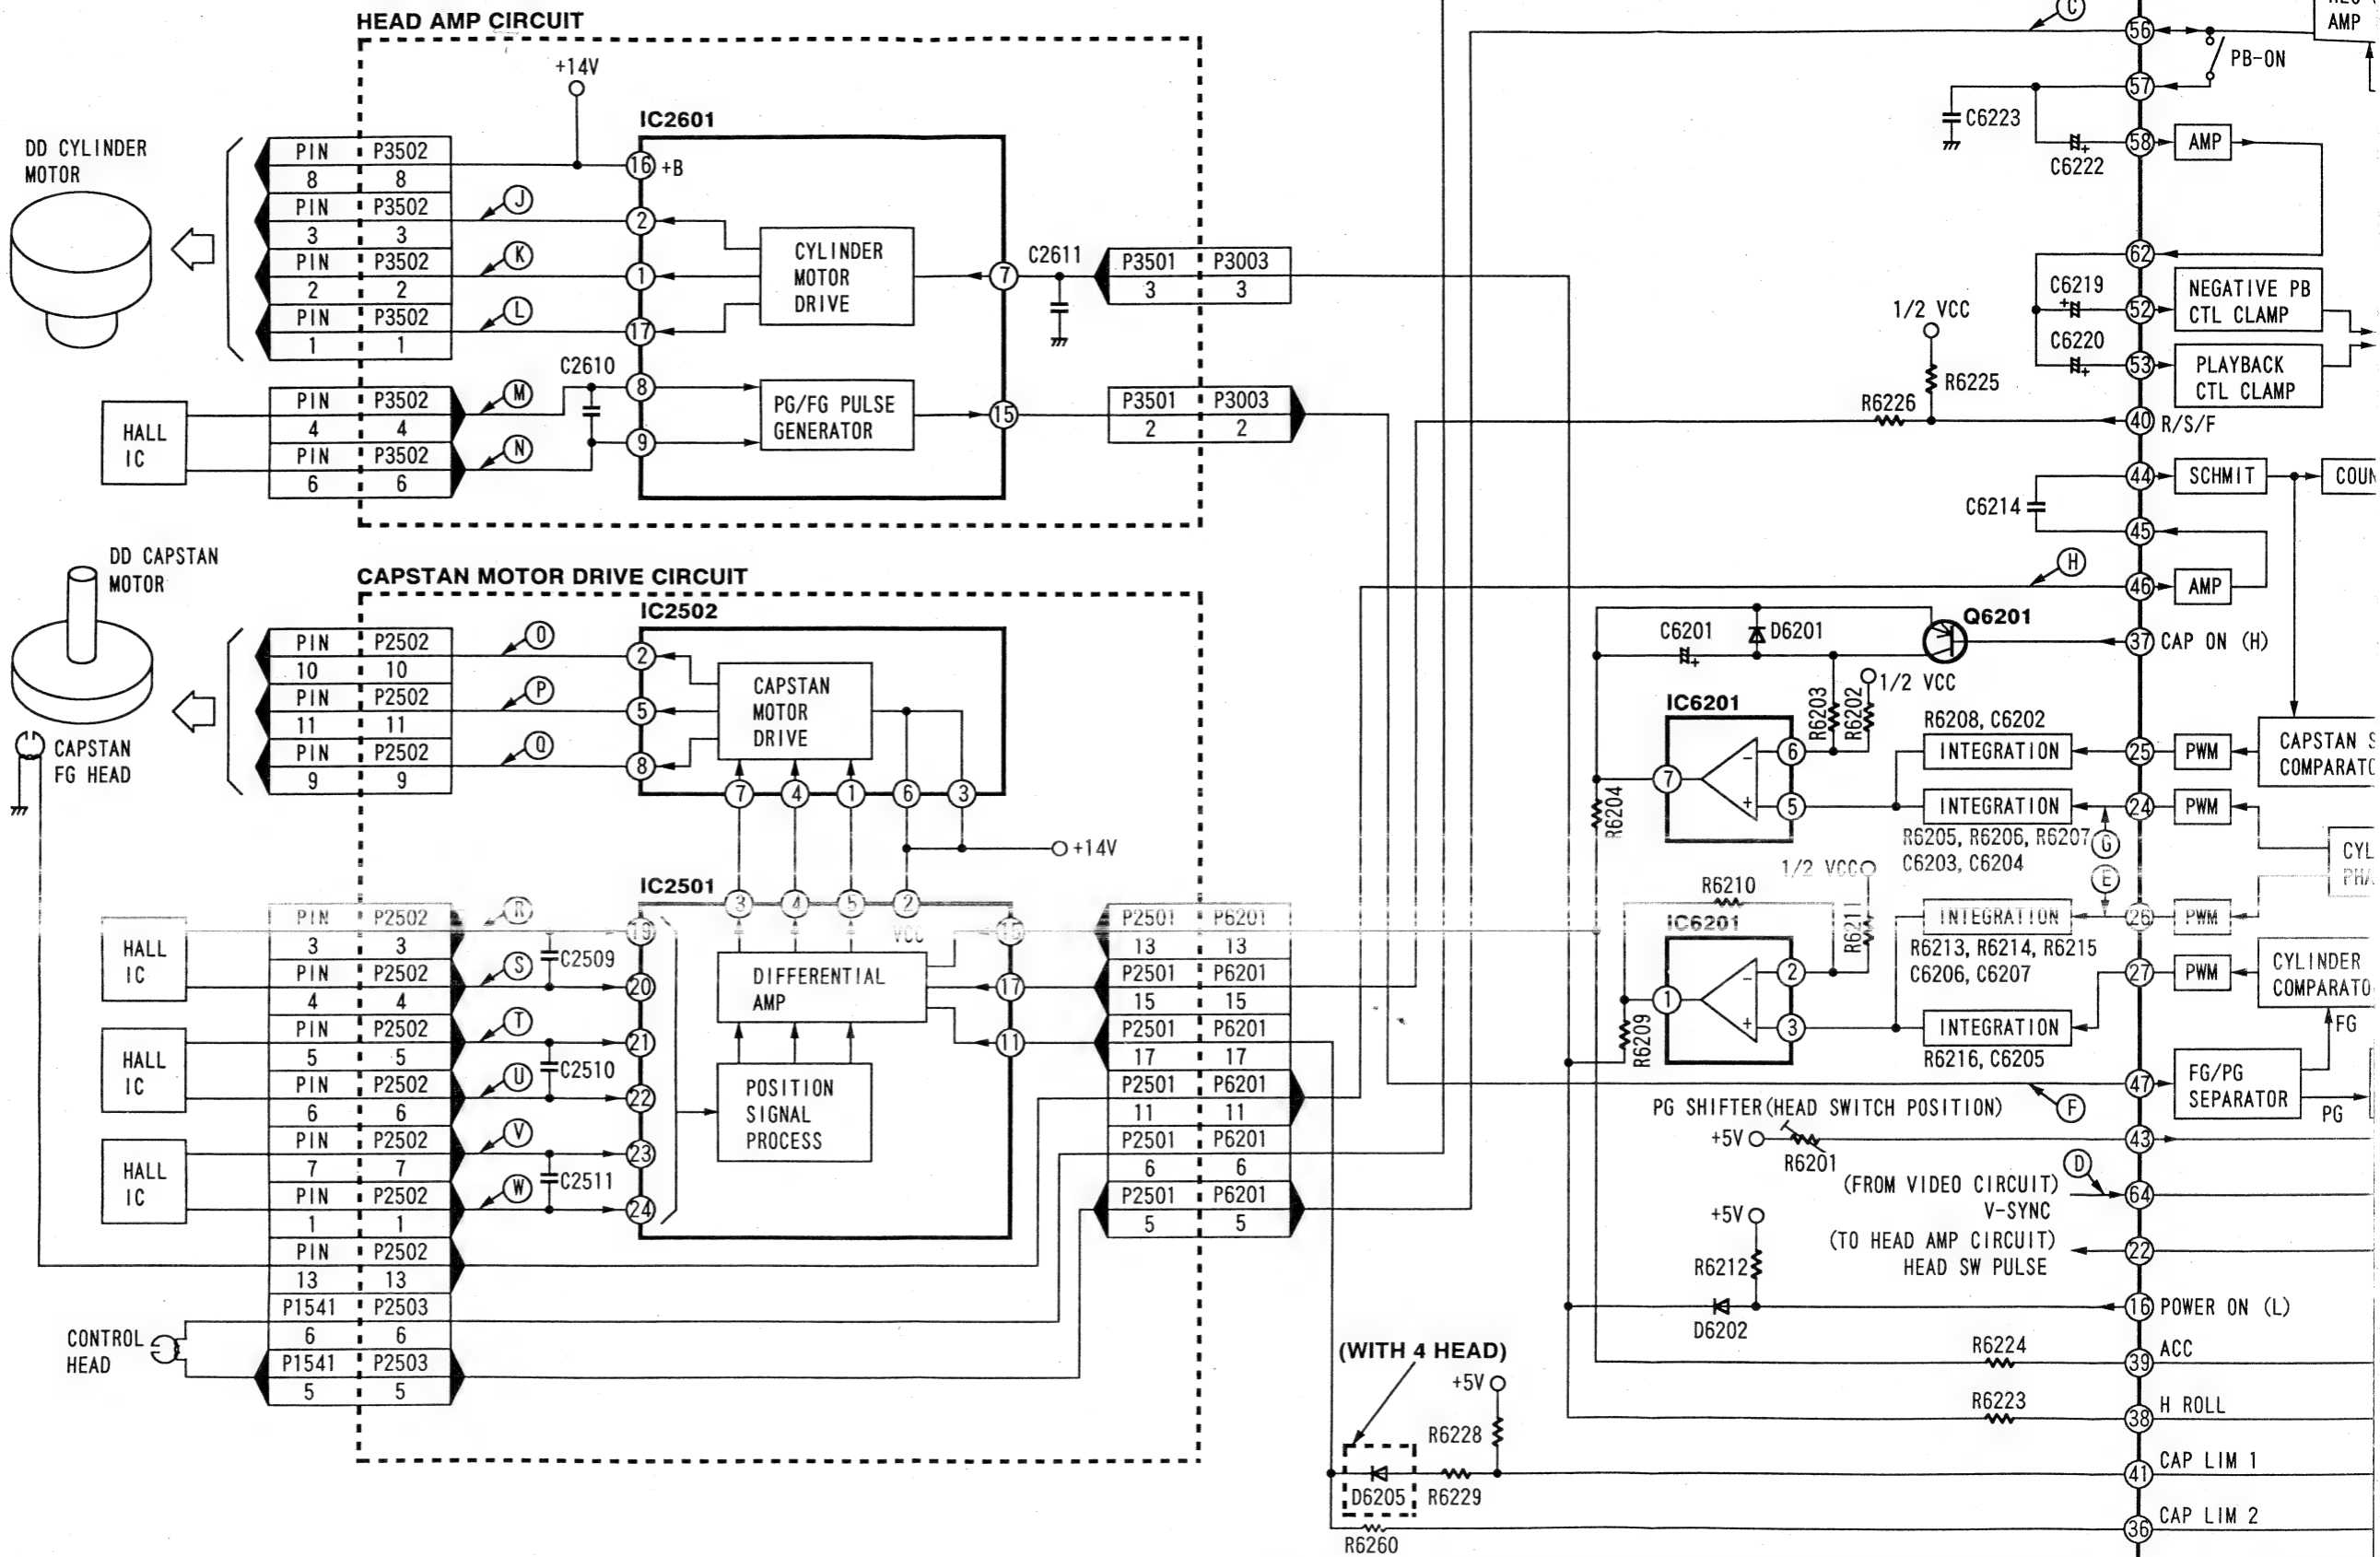 HEAD AMP CIRCUIT
+14V
IC2601
DD CYLINDER
MOTOR
PIN P3502
8 8
16 +B
PIN P3502
3 3
J
2
PIN P3502
2 2
K
1
PIN P3502
1 1
L
17
CYLINDER
MOTOR
DRIVE
7
C2611
P3501 P3003
3 3
C2610
HALL
IC
PIN P3502
4 4
M
8
PIN P3502
6 6
N
9
PG/FG PULSE
GENERATOR
15
P3501 P3003
2 2
DD CAPSTAN
MOTOR
CAPSTAN
FG HEAD
CAPSTAN MOTOR DRIVE CIRCUIT
IC2502
PIN P2502
10 10
O
2
PIN P2502
11 11
P
5
PIN P2502
9 9
Q
8
CAPSTAN
MOTOR
DRIVE
7 4 1 6 3
+14V
IC2501
3 4 5 2
VCC
HALL
IC
PIN P2502
3 3
R
19
C2509
PIN P2502
4 4
S
20
HALL
IC
PIN P2502
5 5
T
21
C2510
PIN P2502
6 6
U
22
HALL
IC
PIN P2502
7 7
V
23
C2511
PIN P2502
1 1
W
24
PIN P2502
13 13
CONTROL
HEAD
P1541 P2503
6 6
P1541 P2503
5 5
DIFFERENTIAL
AMP
POSITION
SIGNAL
PROCESS
17
11
P2501 P6201
13 13
P2501 P6201
15 15
P2501 P6201
17 17
P2501 P6201
11 11
P2501 P6201
6 6
P2501 P6201
5 5
C
56
AMP
PB-ON
57
C6223
C6222
58
AMP
62
C6219
52
NEGATIVE PB
CTL CLAMP
C6220
53
PLAYBACK
CTL CLAMP
1/2 VCC
R6225
R6226
40 R/S/F
44
SCHMIT
C6214
45
H
46
AMP
C6201
D6201
Q6201
37 CAP ON (H)
R6203
R6202
1/2 VCC
IC6201
6
7
5
−
+
R6204
R6208, C6202
INTEGRATION
25
PWM
INTEGRATION
24
PWM
R6205, R6206, R6207
C6203, C6204
G
E
1/2 VCC
R6210
R6211
IC6201
2
1
3
−
+
R6209
INTEGRATION
26
PWM
R6213, R6214, R6215
C6206, C6207
27
PWM
CYLINDER
INTEGRATION
R6216, C6205
FG
47
FG/PG
SEPARATOR
PG
F
PG SHIFTER(HEAD SWITCH POSITION)
+5V
R6201
43
D
(FROM VIDEO CIRCUIT)
V-SYNC
64
+5V
(TO HEAD AMP CIRCUIT)
HEAD SW PULSE
22
R6212
D6202
16 POWER ON (L)
R6224
39 ACC
R6223
38 H ROLL
(WITH 4 HEAD)
+5V
R6228
D6205
R6229
41 CAP LIM 1
R6260
36 CAP LIM 2